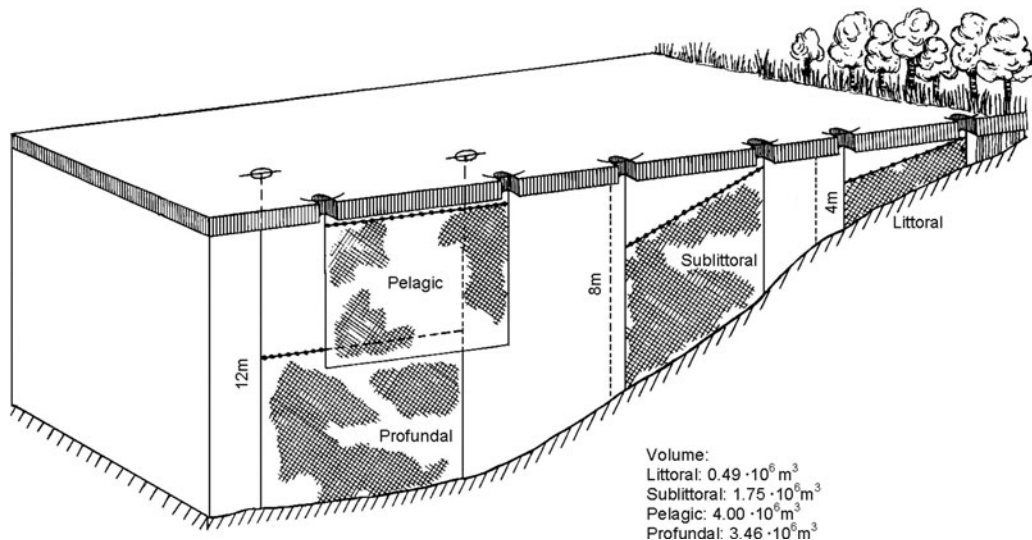 4m
Littoral
Sublittoral
Pelagic
8m
12m
Profundal
Volume:
Littoral: 0.49 ·10⁶ m³
Sublittoral: 1.75 ·10⁶m³
Pelagic: 4.00 ·10⁶m³
Profundal: 3.46 ·10⁶m³